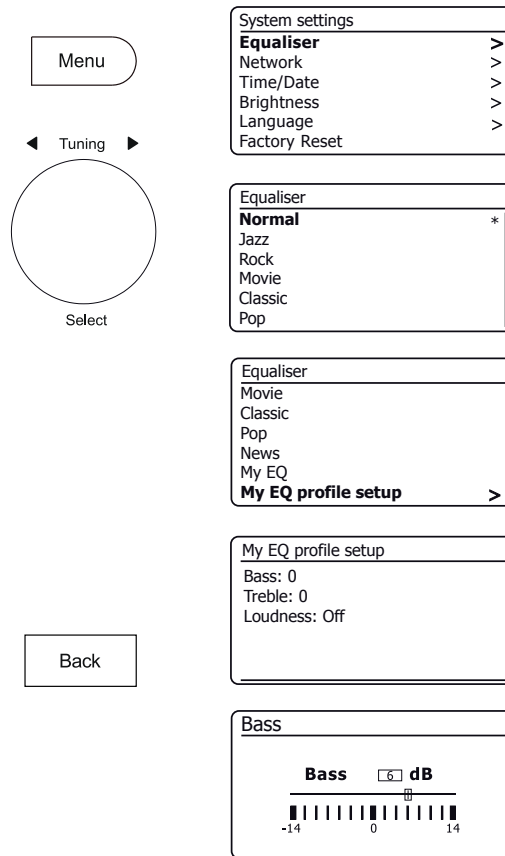 Menu
◄ Tuning ►
Select
Back
System settings
Equaliser >
Network >
Time/Date >
Brightness >
Language >
Factory Reset
Equaliser
Normal *
Jazz
Rock
Movie
Classic
Pop
Equaliser
Movie
Classic
Pop
News
My EQ
My EQ profile setup >
My EQ profile setup
Bass: 0
Treble: 0
Loudness: Off
Bass
Bass 6 dB
-14 0 14